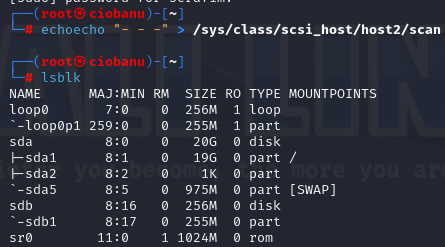 [sudo] password for serafim:
┌──(root㉿ciobanu)-[~]
└─# echoecho "- - -" > /sys/class/scsi_host/host2/scan
┌──(root㉿ciobanu)-[~]
└─# lsblk
NAME MAJ:MIN RM SIZE RO TYPE MOUNTPOINTS
loop0 7:0 0 256M 1 loop
`-loop0p1 259:0 0 255M 1 part
sda 8:0 0 20G 0 disk
├─sda1 8:1 0 19G 0 part /
├─sda2 8:2 0 1K 0 part
`-sda5 8:5 0 975M 0 part [SWAP]
sdb 8:16 0 256M 0 disk
`-sdb1 8:17 0 255M 0 part
sr0 11:0 1 1024M 0 rom